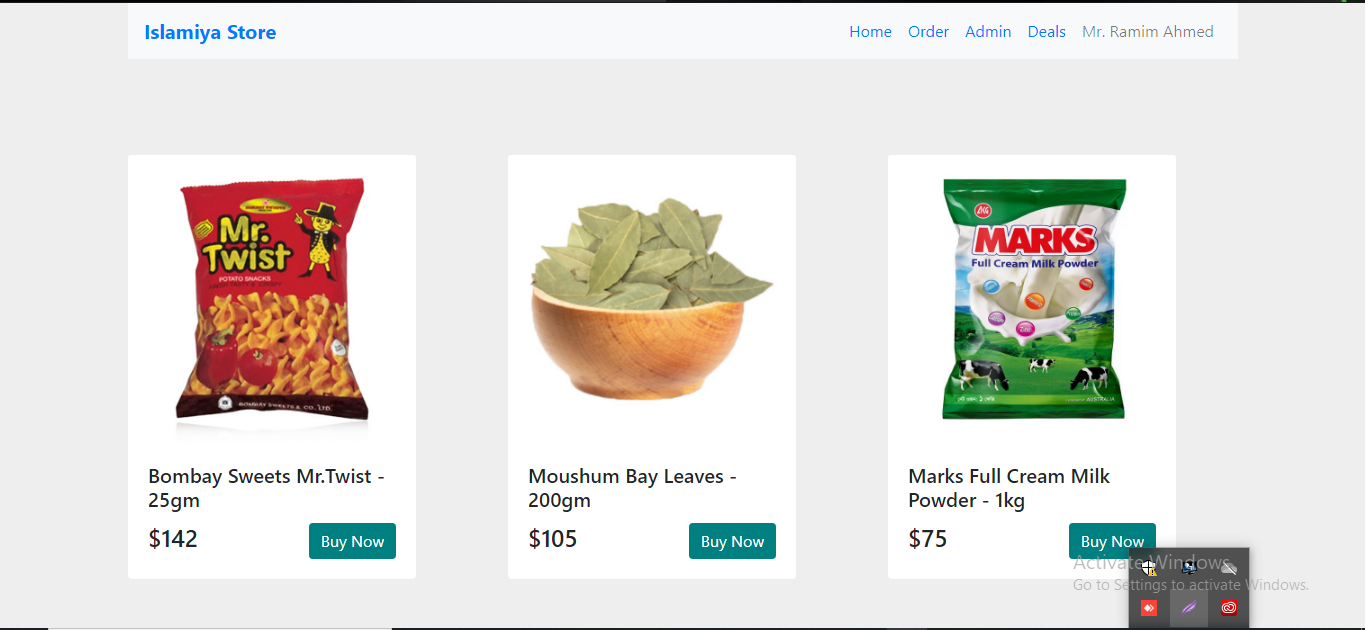 Islamiya Store
Home Order Admin Deals Mr. Ramim Ahmed
Mr.
Twist
POTATO SNACKS
BOMBAY SWEETS & CO., LTD.
AKG
MARKS
Full Cream Milk Powder
AUSTRALIA
Bombay Sweets Mr.Twist -
25gm
$142
Buy Now
Moushum Bay Leaves -
200gm
$105
Buy Now
Marks Full Cream Milk
Powder - 1kg
$75
Buy Now
Activate Windows
Go to Settings to activate Windows.